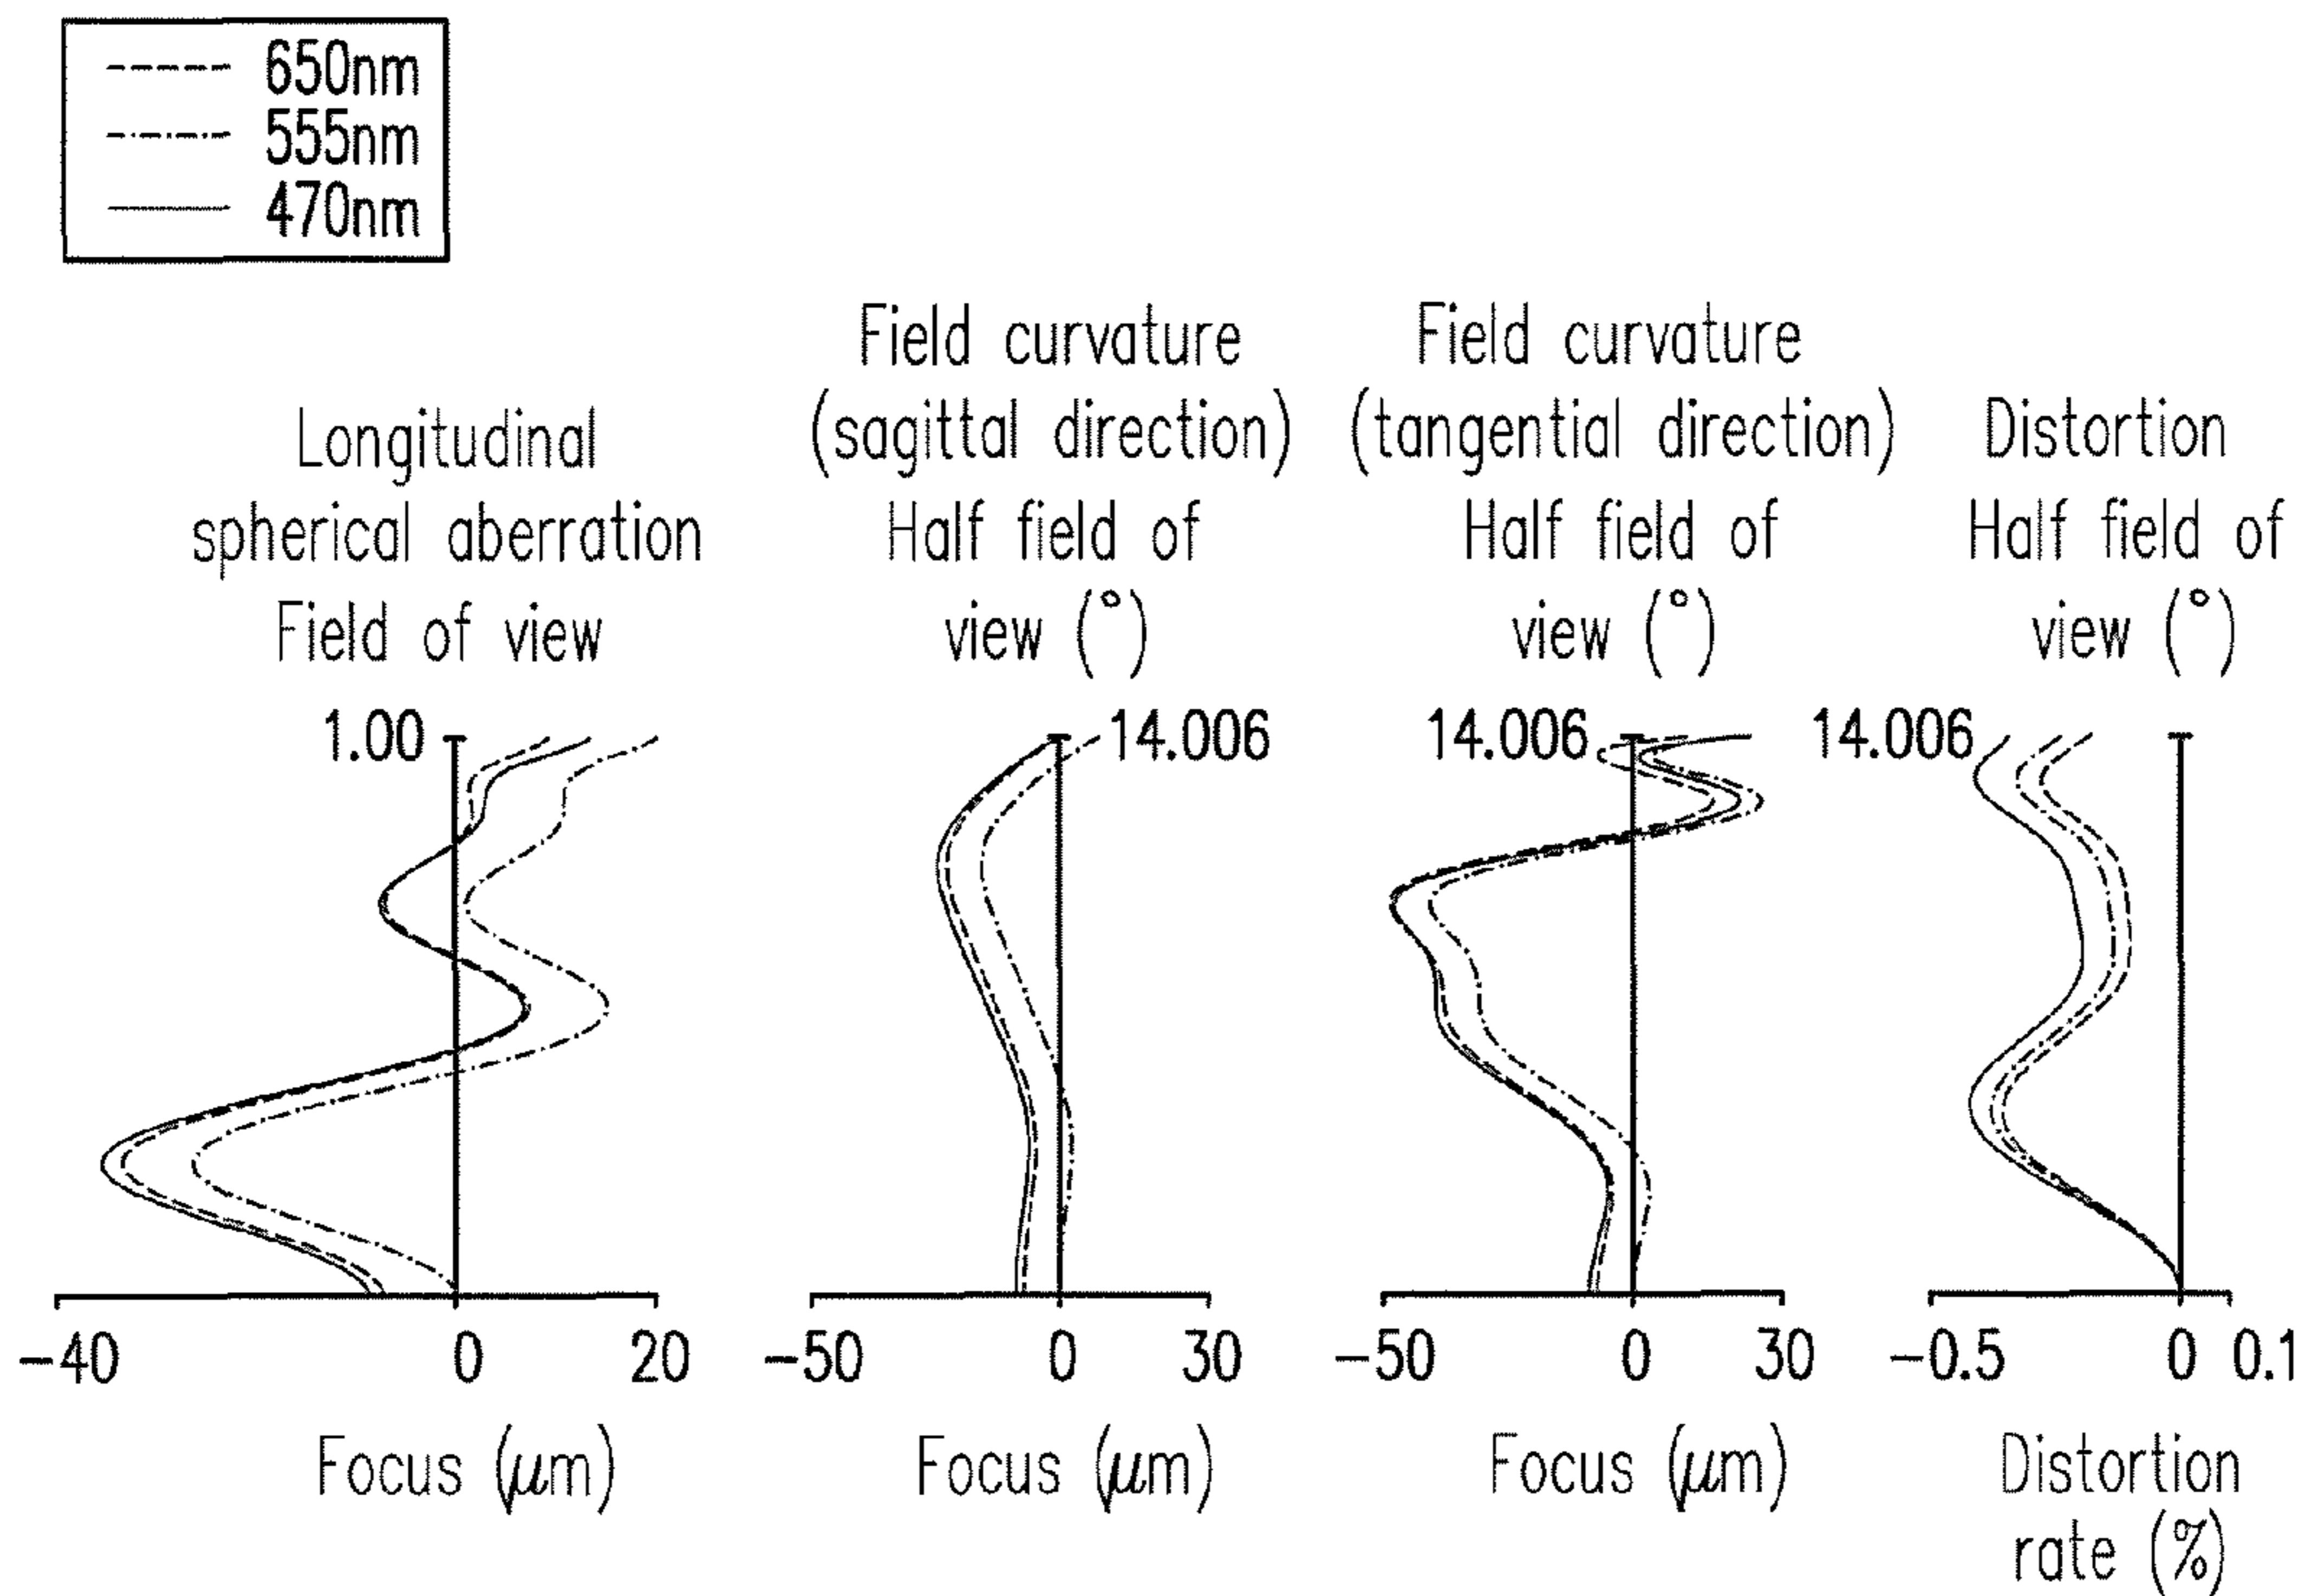 650nm
555nm
470nm
Longitudinal
spherical aberration
Field of view
1.00
-40 0 20
Focus (μm)
Field curvature
(sagittal direction)
Half field of
view (°)
14.006
-50 0 30
Focus (μm)
Field curvature
(tangential direction)
Half field of
view (°)
14.006
-50 0 30
Focus (μm)
Distortion
Half field of
view (°)
14.006
-0.5 0 0.1
Distortion
rate (%)